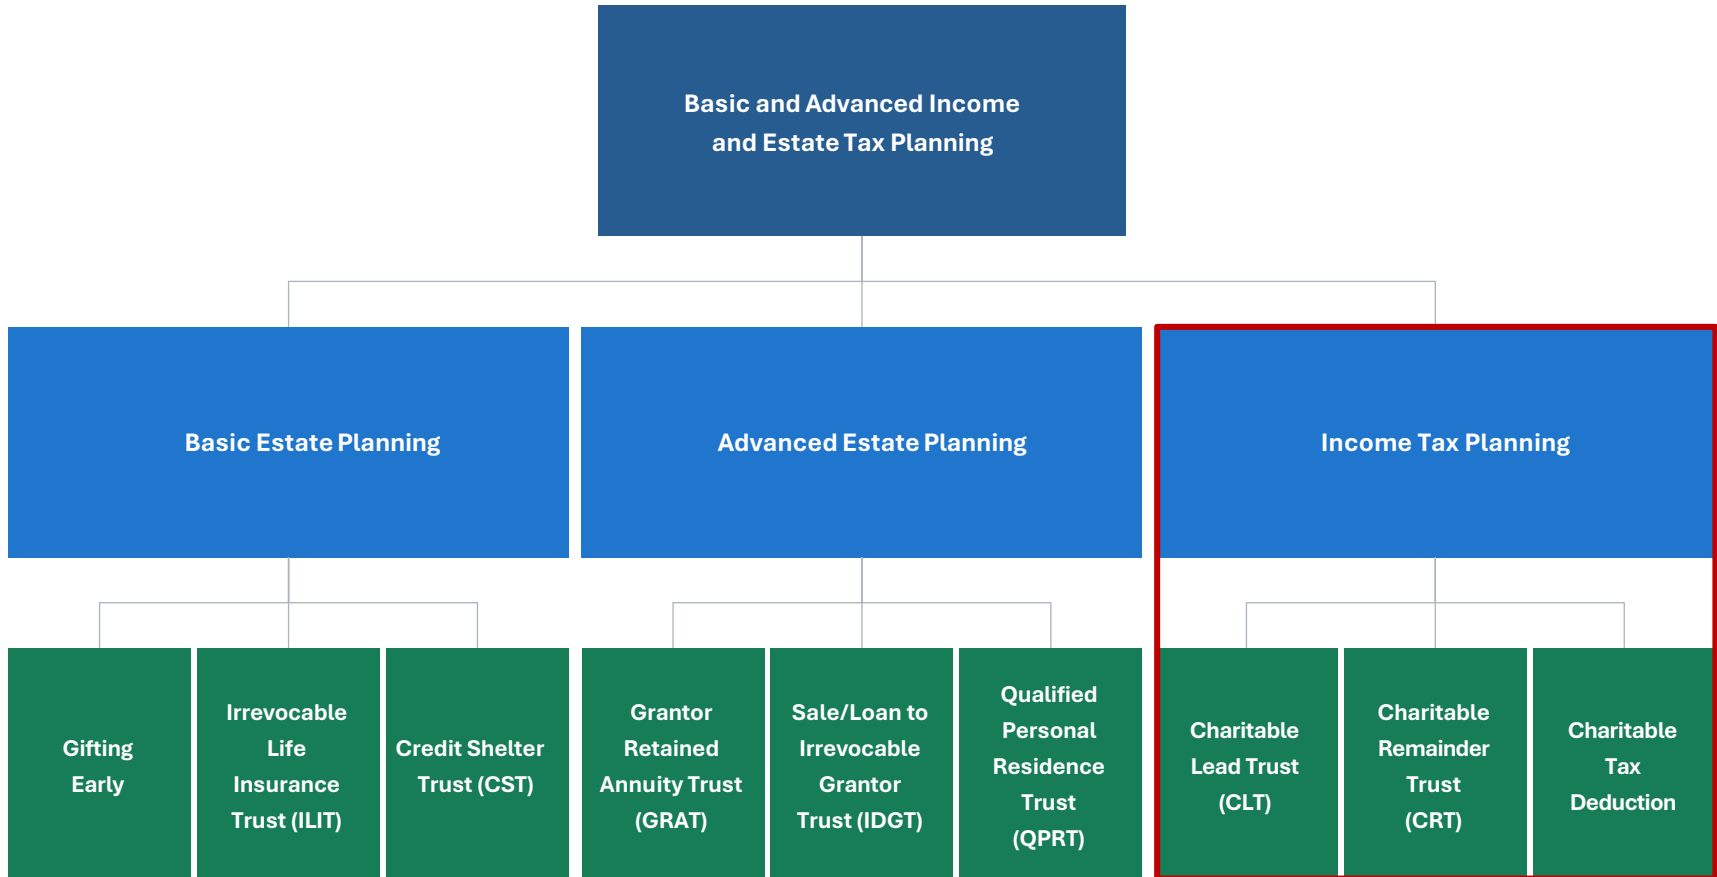 Basic and Advanced Income
and Estate Tax Planning
Basic Estate Planning
Advanced Estate Planning
Income Tax Planning
Gifting
Early
Irrevocable
Life
Insurance
Trust (ILIT)
Credit Shelter
Trust (CST)
Grantor
Retained
Annuity Trust
(GRAT)
Sale/Loan to
Irrevocable
Grantor
Trust (IDGT)
Qualified
Personal
Residence
Trust
(QPRT)
Charitable
Lead Trust
(CLT)
Charitable
Remainder
Trust
(CRT)
Charitable
Tax
Deduction